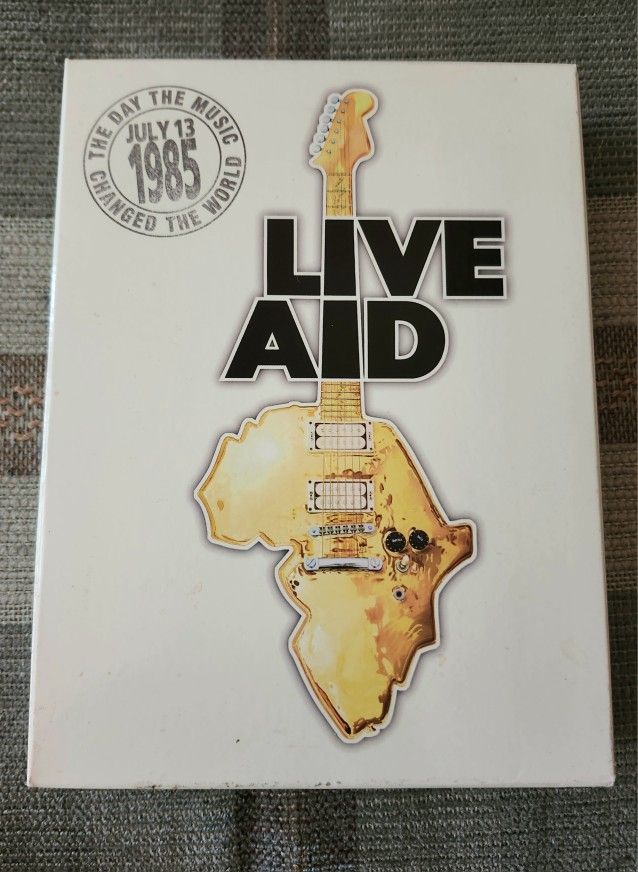 THE DAY THE MUSIC
JULY 13
1985
CHANGED THE WORLD
LIVE
AID